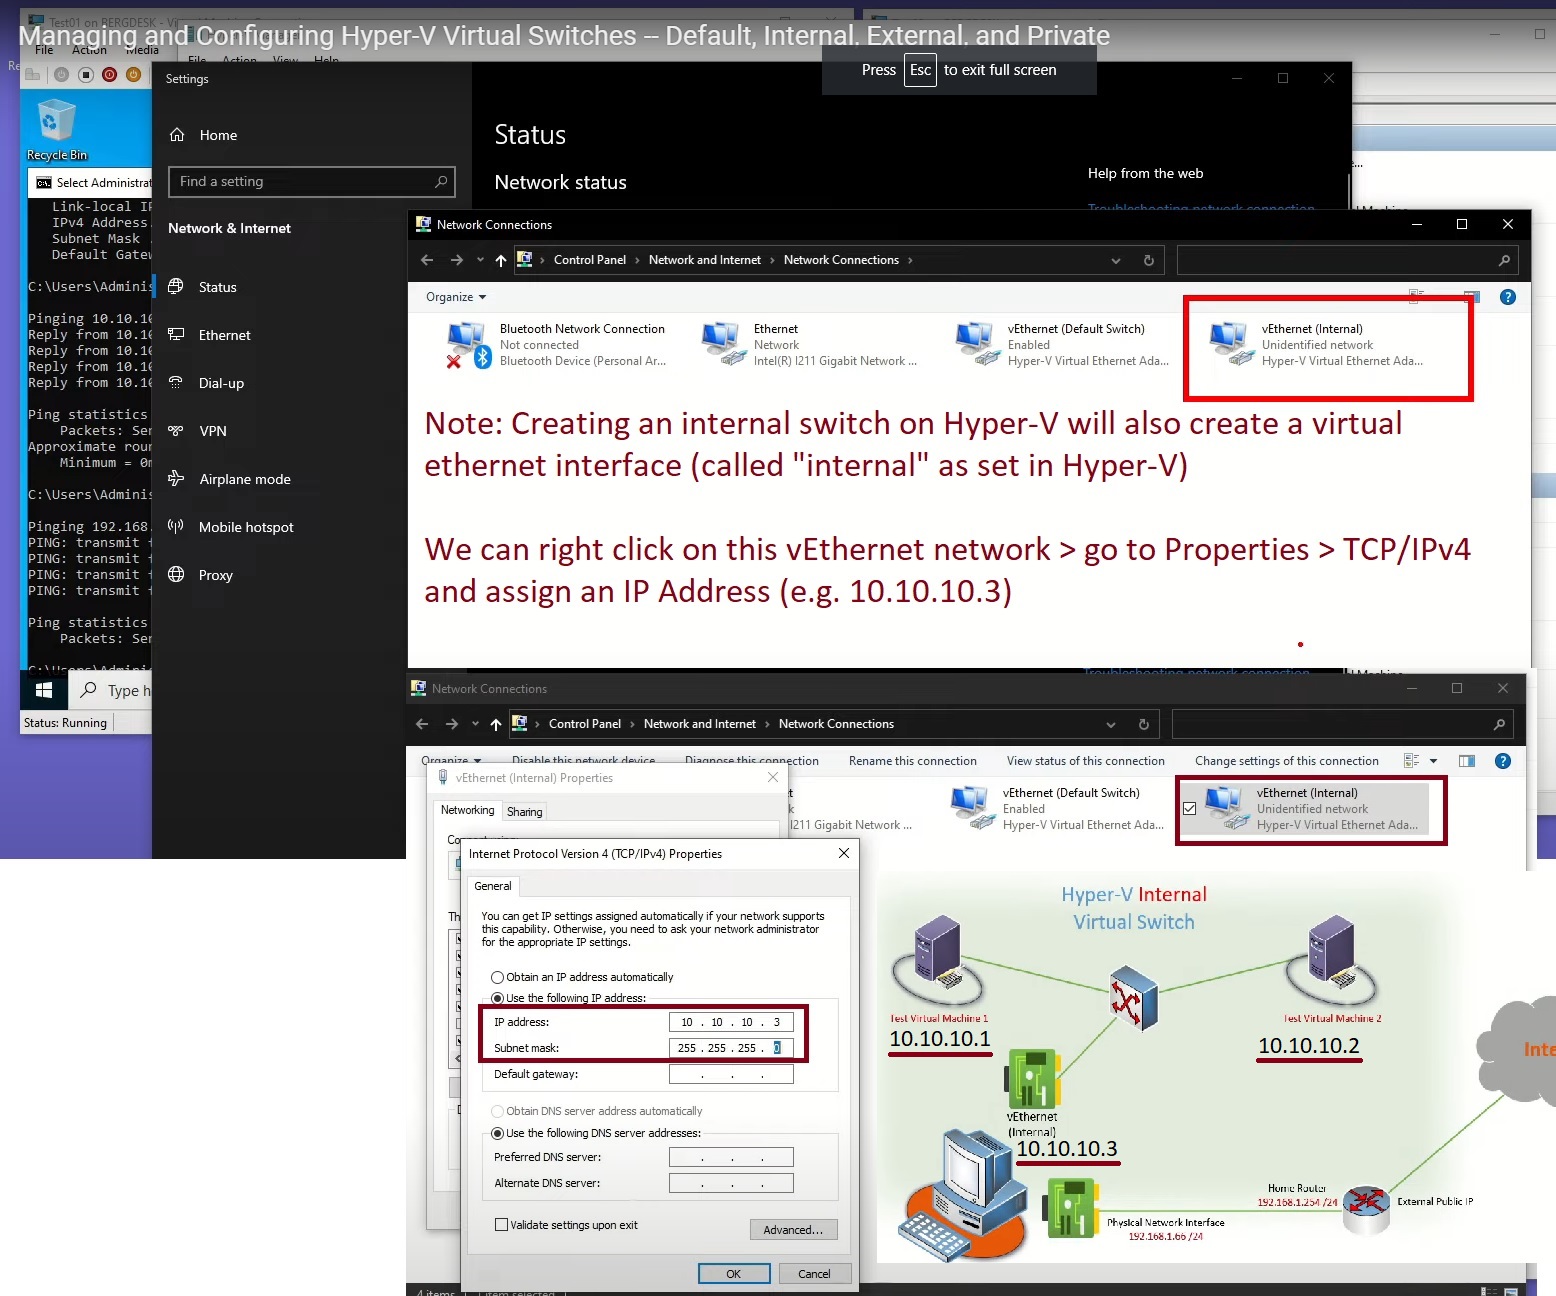 Test01 on BERGDESK - Vi
Managing and Configuring Hyper-V Virtual Switches -- Default, Internal, External, and Private
File Action Media
File Action View Help
Press Esc to exit full screen
Settings
Home
Find a setting
Network & Internet
Status
Ethernet
Dial-up
VPN
Airplane mode
Mobile hotspot
Proxy
Status
Network status
Help from the web
Troubleshooting network connection
Recycle Bin
Select Administrat
Link-local IP
IPv4 Address.
Subnet Mask .
Default Gatew
C:\Users\Adminis
Pinging 10.10.10
Reply from 10.10
Reply from 10.10
Reply from 10.10
Reply from 10.10
Ping statistics
Packets: Sen
Approximate roun
Minimum = 0m
C:\Users\Adminis
Pinging 192.168.
PING: transmit f
PING: transmit f
PING: transmit f
PING: transmit f
Ping statistics
Packets: Sen
C:\Users\Adminis
Type h
Status: Running
Network Connections
Control Panel > Network and Internet > Network Connections >
Organize
Bluetooth Network Connection
Not connected
Bluetooth Device (Personal Ar...
Ethernet
Network
Intel(R) I211 Gigabit Network ...
vEthernet (Default Switch)
Enabled
Hyper-V Virtual Ethernet Ada...
vEthernet (Internal)
Unidentified network
Hyper-V Virtual Ethernet Ada...
Note: Creating an internal switch on Hyper-V will also create a virtual
ethernet interface (called "internal" as set in Hyper-V)
We can right click on this vEthernet network > go to Properties > TCP/IPv4
and assign an IP Address (e.g. 10.10.10.3)
Troubleshooting network connection
Network Connections
Control Panel > Network and Internet > Network Connections
Organize Disable this network device Diagnose this connection Rename this connection View status of this connection Change settings of this connection
I211 Gigabit Network ...
vEthernet (Default Switch)
Enabled
Hyper-V Virtual Ethernet Ada...
vEthernet (Internal)
Unidentified network
Hyper-V Virtual Ethernet Ada...
vEthernet (Internal) Properties
Networking Sharing
Internet Protocol Version 4 (TCP/IPv4) Properties
General
You can get IP settings assigned automatically if your network supports
this capability. Otherwise, you need to ask your network administrator
for the appropriate IP settings.
Obtain an IP address automatically
Use the following IP address:
IP address: 10 . 10 . 10 . 3
Subnet mask: 255 . 255 . 255 . 0
Default gateway: . . .
Obtain DNS server address automatically
Use the following DNS server addresses:
Preferred DNS server: . . .
Alternate DNS server: . . .
Validate settings upon exit
Advanced...
OK Cancel
4 items 1 item selected
Hyper-V Internal
Virtual Switch
Test Virtual Machine 1
10.10.10.1
Test Virtual Machine 2
10.10.10.2
vEthernet
(Internal)
10.10.10.3
Physical Network Interface
192.168.1.66 /24
Home Router
192.168.1.254 /24
External Public IP
Inte